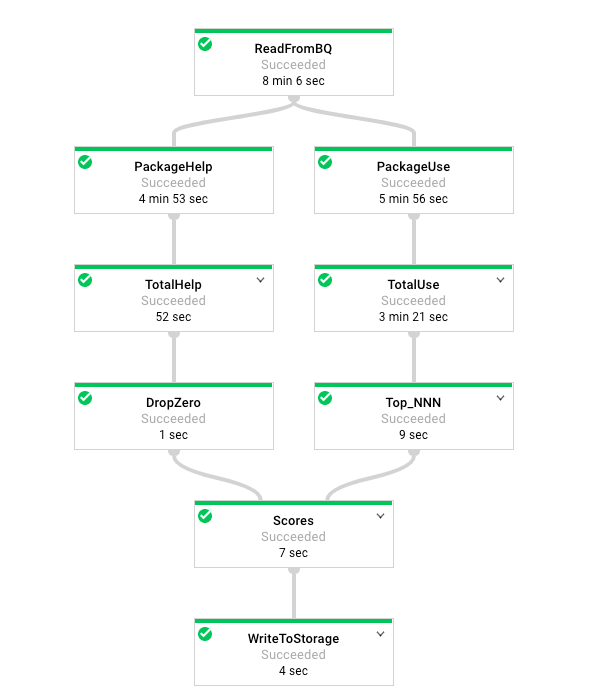 ReadFromBQ
Succeeded
8 min 6 sec
PackageHelp
Succeeded
4 min 53 sec
PackageUse
Succeeded
5 min 56 sec
TotalHelp
Succeeded
52 sec
TotalUse
Succeeded
3 min 21 sec
DropZero
Succeeded
1 sec
Top_NNN
Succeeded
9 sec
Scores
Succeeded
7 sec
WriteToStorage
Succeeded
4 sec